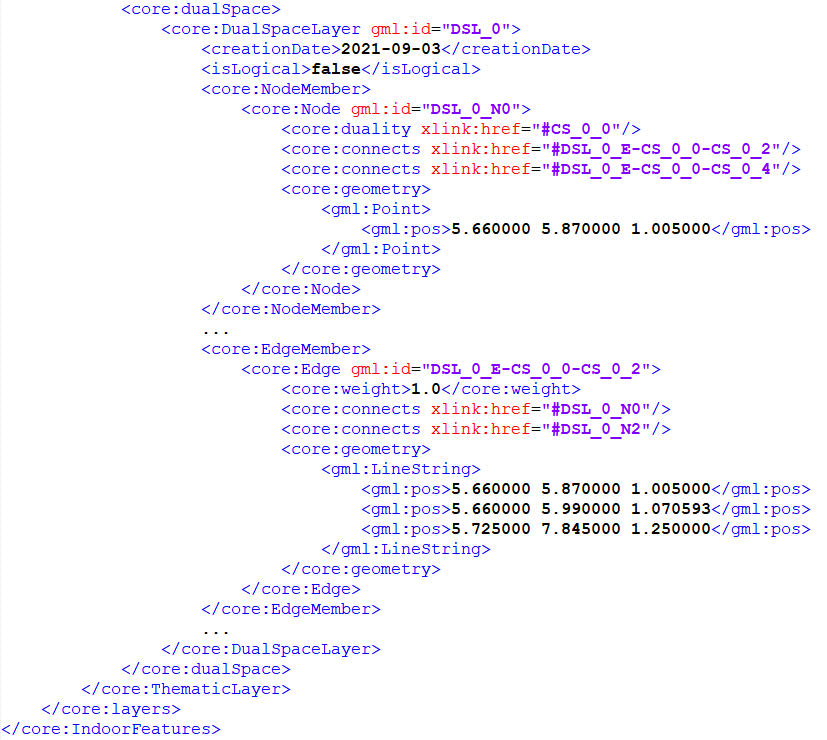 <core:dualSpace>
<core:DualSpaceLayer gml:id="DSL_0">
<creationDate>2021-09-03</creationDate>
<isLogical>false</isLogical>
<core:NodeMember>
<core:Node gml:id="DSL_0_N0">
<core:duality xlink:href="#CS_0_0"/>
<core:connects xlink:href="#DSL_0_E-CS_0_0-CS_0_2"/>
<core:connects xlink:href="#DSL_0_E-CS_0_0-CS_0_4"/>
<core:geometry>
<gml:Point>
<gml:pos>5.660000 5.870000 1.005000</gml:pos>
</gml:Point>
</core:geometry>
</core:Node>
</core:NodeMember>
...
<core:EdgeMember>
<core:Edge gml:id="DSL_0_E-CS_0_0-CS_0_2">
<core:weight>1.0</core:weight>
<core:connects xlink:href="#DSL_0_N0"/>
<core:connects xlink:href="#DSL_0_N2"/>
<core:geometry>
<gml:LineString>
<gml:pos>5.660000 5.870000 1.005000</gml:pos>
<gml:pos>5.660000 5.990000 1.070593</gml:pos>
<gml:pos>5.725000 7.845000 1.250000</gml:pos>
</gml:LineString>
</core:geometry>
</core:Edge>
</core:EdgeMember>
...
</core:DualSpaceLayer>
</core:dualSpace>
</core:ThematicLayer>
</core:layers>
</core:IndoorFeatures>